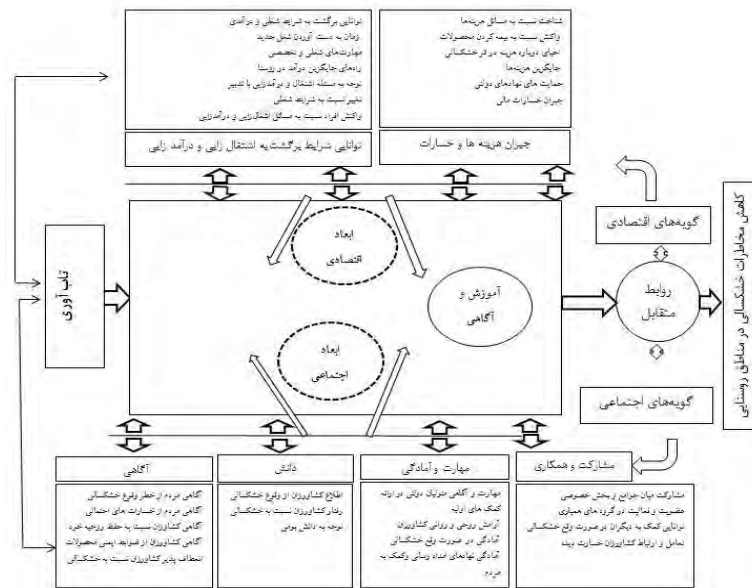 توانایی برگشت به شرایط شغلی و درآمدی
زمان به دست آوردن شغل جدید
مهارت‌های شغلی و تخصصی
راه‌های جایگزین درآمد در روستا
توجه به مسئله اشتغال و درآمدزایی با تدبیر
تغییر نسبت به شرایط شغلی
واکنش افراد نسبت به مسائل اشغال‌زایی و درآمدزایی
شناخت نسبت به مسائل هزینه‌ها
واکنش نسبت به بیمه کردن محصولات
احیای دوباره هزینه در اثر خشکسالی
جایگزین هزینه‌ها
حمایت های نهادهای دولتی
جبران خسارات مالی
توانایی شرایط برگشت به اشتغال زایی و درآمد زایی
جبران هزینه ها و خسارات
تاب آوری
ابعاد
اقتصادی
ابعاد
اجتماعی
آموزش و
آگاهی
گویه‌های اقتصادی
روابط
متقابل
گویه‌های اجتماعی
کاهش مخاطرات خشکسالی در مناطق روستایی
آگاهی
دانش
مهارت و آمادگی
مشارکت و همکاری
آگاهی مردم از خطر وقوع خشکسالی
آگاهی مردم از خسارت های احتمالی
آگاهی کشاورزان نسبت به حفظ روحیه خود
آگاهی کشاورزان از ضوابط ایمنی محصولات
انعطاف پذیر کشاورزان نسبت به خشکسالی
اطلاع کشاورزان از وقوع خشکسالی
رفتار کشاورزان نسبت به خشکسالی
توجه به دانش بومی
مهارت و آگاهی متولیان دولتی در ارائه
کمک های اولیه
آرامش روحی و روانی کشاورزان
آمادگی در صورت وقع خشکسالی
آمادگی نهادهای امداد رسانی وکمک به
مردم
مشارکت میان جوامع و بخش خصوصی
عضویت و فعالیت در گروه های همیاری
توانایی کمک به دیگران در صورت وقع خشکسالی
تعامل و ارتباط کشاورزان خسارت دیده